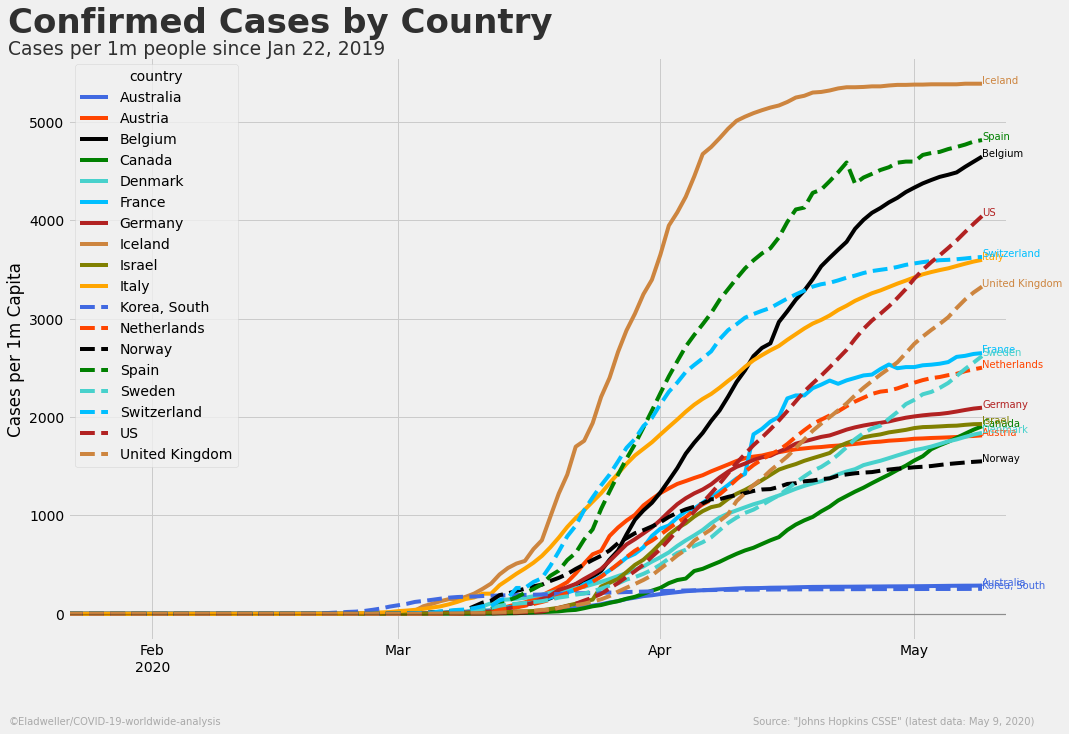 Confirmed Cases by Country
Cases per 1m people since Jan 22, 2019
country
Australia
Austria
Belgium
Canada
Denmark
France
Germany
Iceland
Israel
Italy
Korea, South
Netherlands
Norway
Spain
Sweden
Switzerland
US
United Kingdom
Cases per 1m Capita
5000
4000
3000
2000
1000
0
Feb
2020
Mar
Apr
May
Iceland
Spain
Belgium
US
Switzerland
Italy
United Kingdom
France
Sweden
Netherlands
Germany
Israel
Canada
Denmark
Austria
Norway
Australia
Korea, South
©Eladweller/COVID-19-worldwide-analysis
Source: "Johns Hopkins CSSE" (latest data: May 9, 2020)